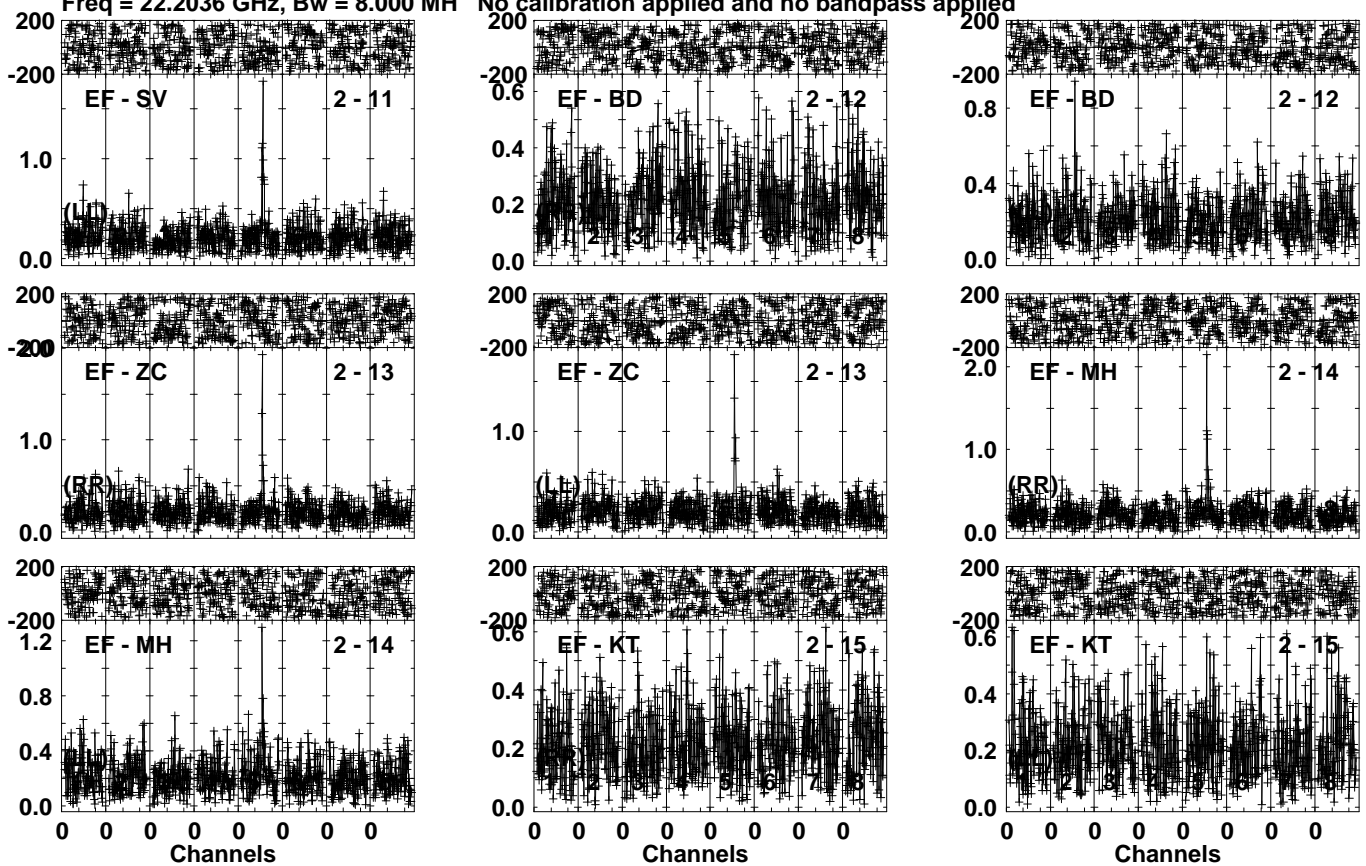 Freq = 22.2036 GHz, Bw = 8.000 MH No calibration applied and no bandpass applied
200 200 200
-200 -200
EF - SV 2 - 11 0.6 EF - BD 2 - 12 EF - BD 2 - 12
0.8
1.0 0.4
0.4
(LL) 0.2
2 3 4 6 8
0.0 0.0 0.0
200 200 200
-200 2.0 -200 -200
EF - ZC 2 - 13 EF - ZC 2 - 13 2.0 EF - MH 2 - 14
1.0 1.0 1.0
(RR) (LL) (RR)
0.0 0.0 0.0
200 200 200
-200 -200 -200
1.2 EF - MH 2 - 14 0.6 EF - KT 2 - 15 0.6 EF - KT 2 - 15
0.8 0.4 0.4
0.4 0.2 0.2
1 2 3 4 5 6 7 8 2 3 6 8
0.0 0.0 0.0
0 0 0 0 0 0 0 0 0 0 0 0 0 0 0 0 0 0 0 0 0 0 0 0
Channels Channels Channels